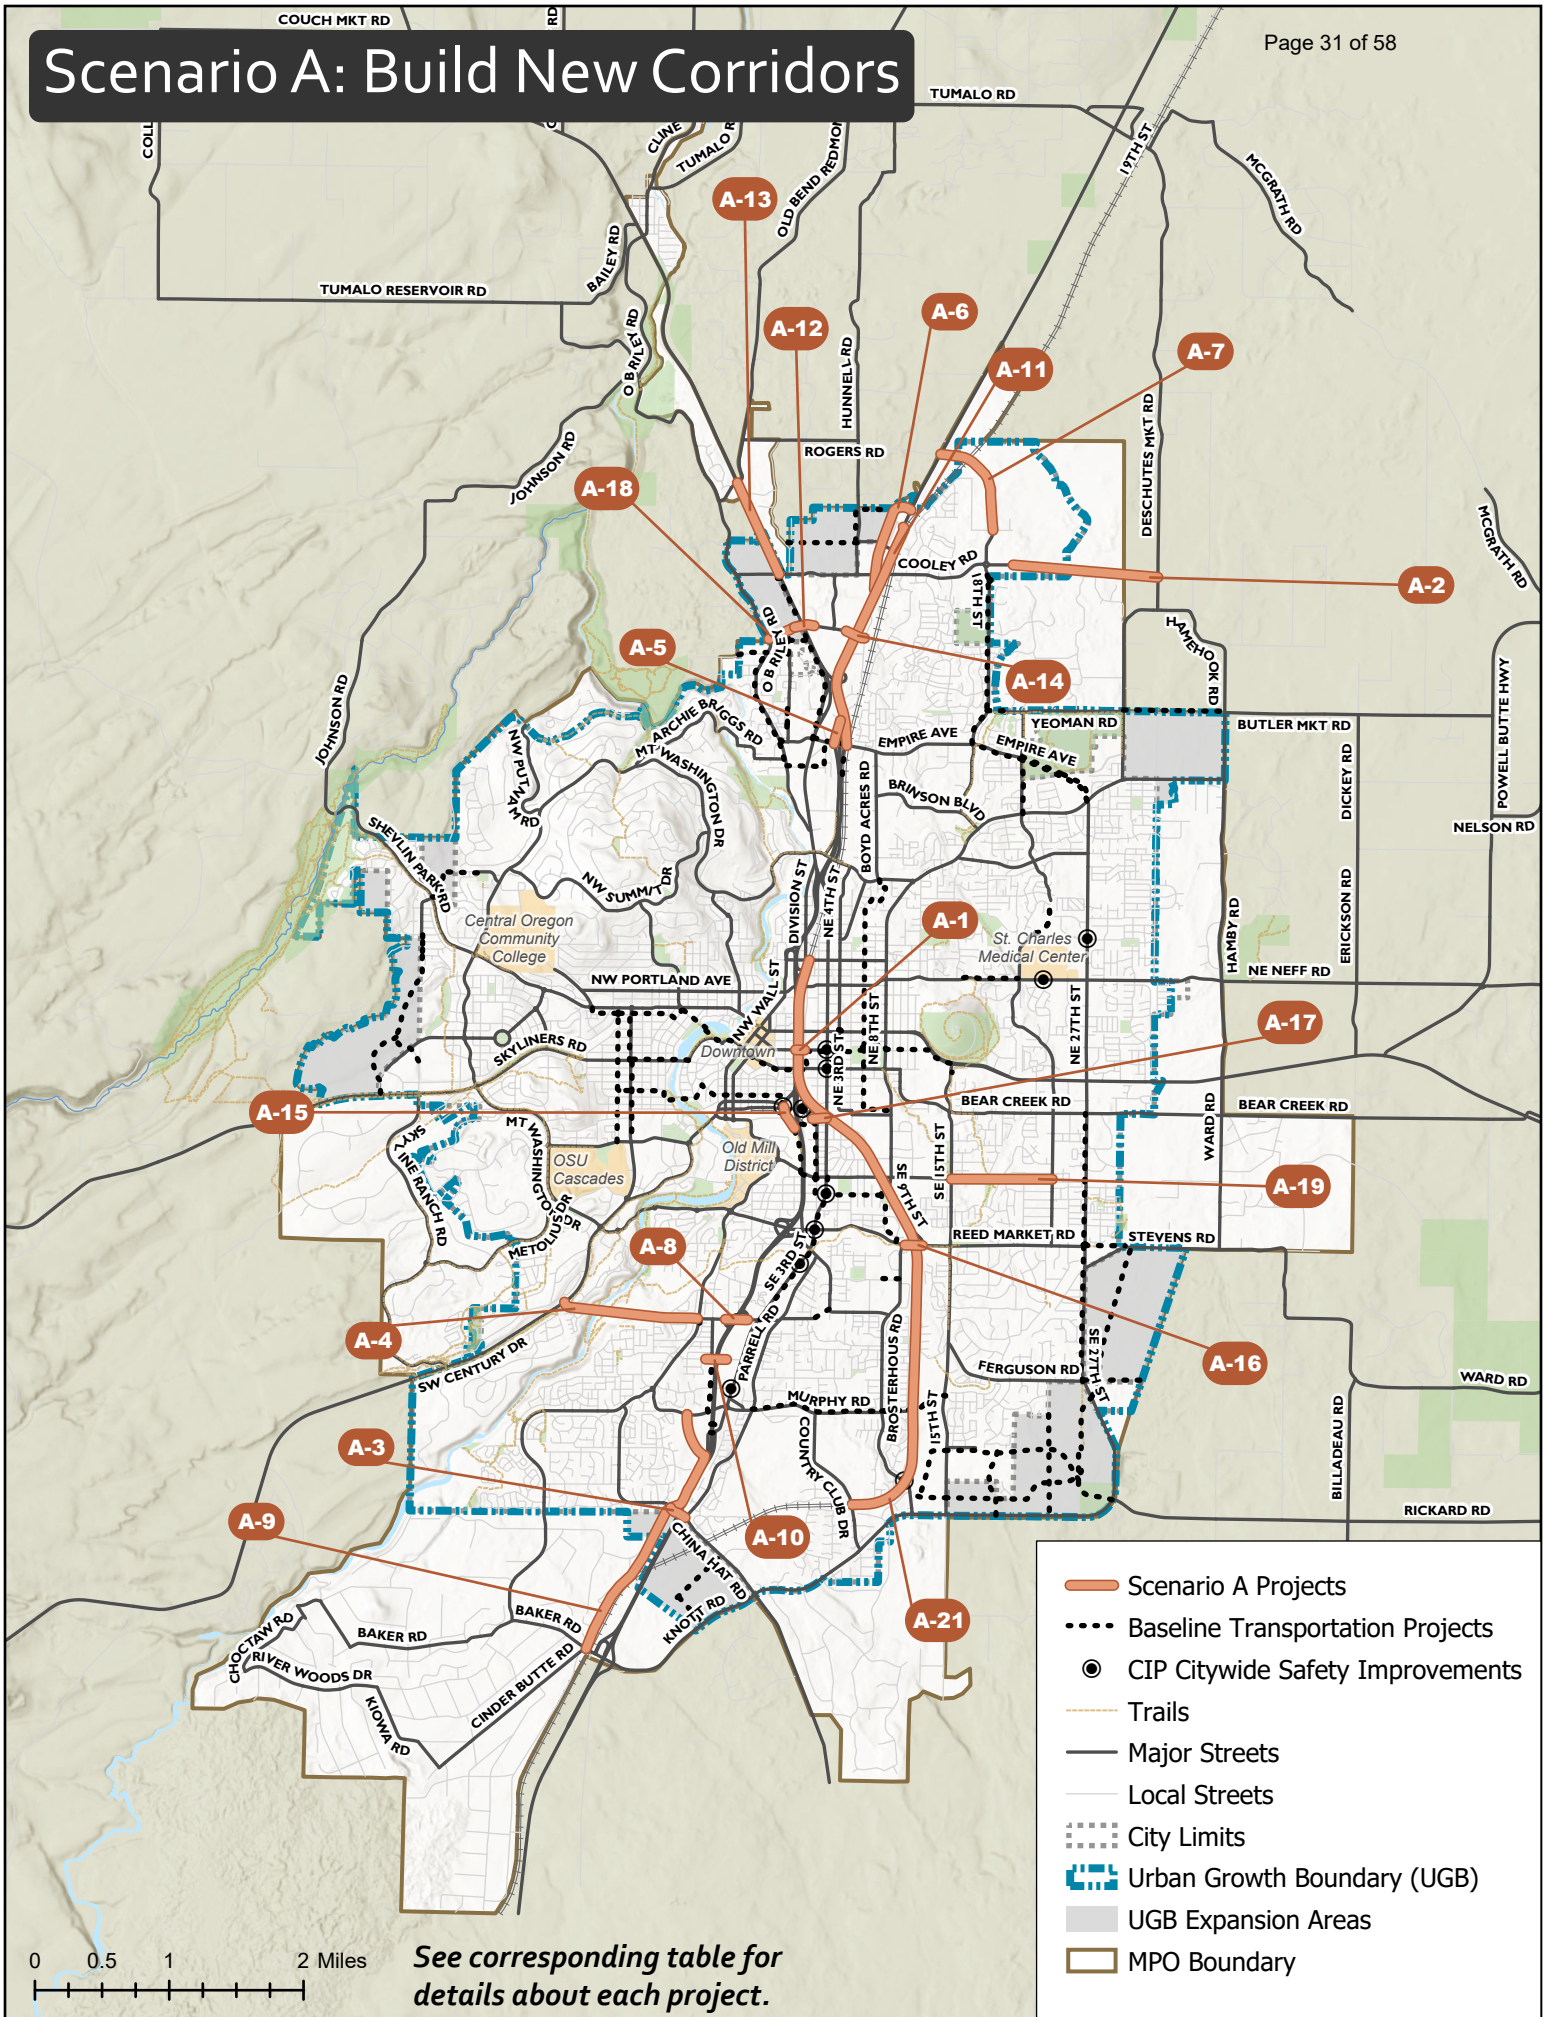 COUCH MKT RD
RD
Page 31 of 58
Scenario A: Build New Corridors
TUMALO RD
COLL
CLINE
TUMALO R
OLD BEND REDMON
19TH ST
MCGRATH RD
A-13
BAILEY RD
TUMALO RESERVOIR RD
O B RILEY RD
A-12
HUNNELL RD
A-6
A-11
A-7
DESCHUTES MKT RD
JOHNSON RD
ROGERS RD
A-18
MCGRATH RD
COOLEY RD
18TH ST
A-2
A-5
O B RILEY RD
HAMEHOOK RD
A-14
JOHNSON RD
ARCHIE BRIGGS RD
YEOMAN RD
BUTLER MKT RD
POWELL BUTTE HWY
NW PUTNAM RD
MT WASHINGTON DR
EMPIRE AVE
EMPIRE AVE
DICKEY RD
BOYD ACRES RD
BRINSON BLVD
NELSON RD
SHEVLIN PARK RD
NW SUMMIT DR
DIVISION ST
NE 4TH ST
Central Oregon
Community
College
A-1
St. Charles
Medical Center
HAMBY RD
ERICKSON RD
NE NEFF RD
NW PORTLAND AVE
NW WALL ST
NE 8TH ST
NE 27TH ST
A-17
SKYLINERS RD
Downtown
NE 3RD ST
A-15
BEAR CREEK RD
WARD RD
BEAR CREEK RD
SKYLINE RANCH RD
MT WASHINGTON DR
OSU
Cascades
Old Mill
District
SE 15TH ST
SE 9TH ST
A-19
METOLIUS DR
A-8
SE 3RD ST
REED MARKET RD
STEVENS RD
A-4
SW CENTURY DR
PARRELL RD
BROSTERHOUS RD
FERGUSON RD
SE 27TH ST
A-16
WARD RD
MURPHY RD
COUNTRY CLUB DR
15TH ST
BILLADEAU RD
A-3
A-9
A-10
RICKARD RD
CHINA HAT RD
KNOTT RD
A-21
CHOCTAW RD
BAKER RD
BAKER RD
RIVER WOODS DR
KIOWA RD
CINDER BUTTE RD
Scenario A Projects
Baseline Transportation Projects
CIP Citywide Safety Improvements
Trails
Major Streets
Local Streets
City Limits
Urban Growth Boundary (UGB)
UGB Expansion Areas
MPO Boundary
0 0.5 1 2 Miles
See corresponding table for
details about each project.